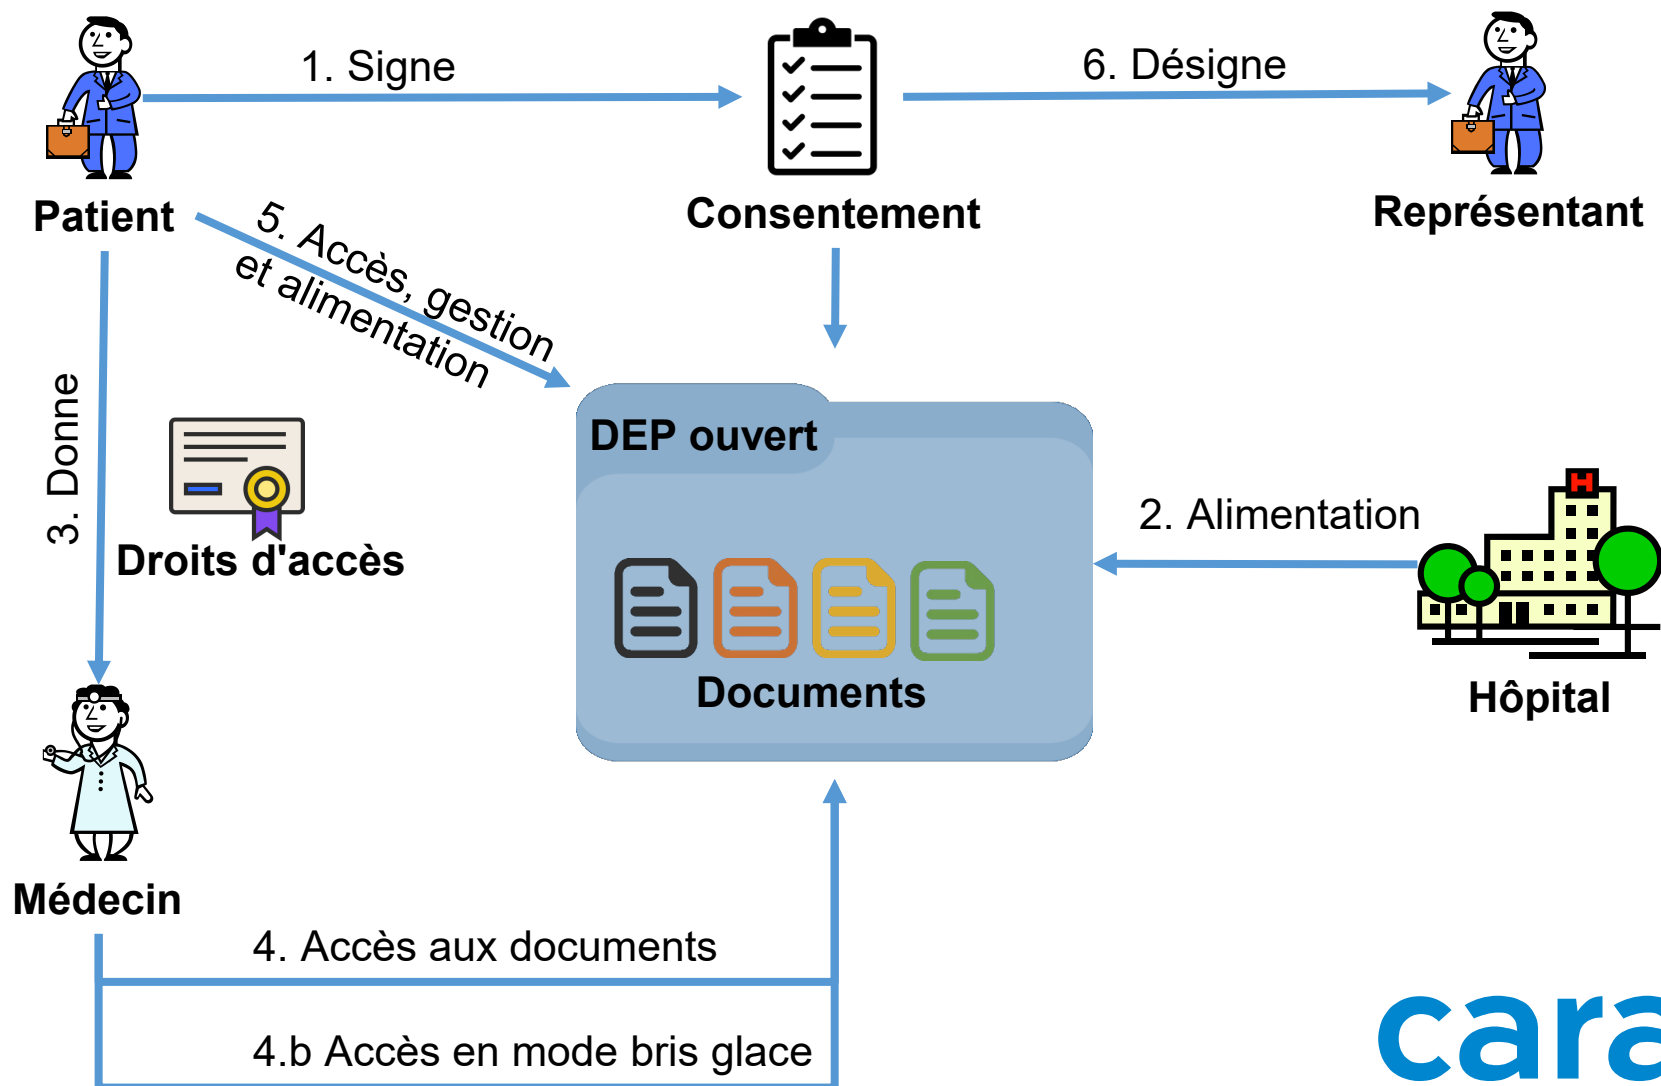 1. Signe
6. Désigne
Patient
Consentement
Représentant
5. Accès, gestion
et alimentation
3. Donne
Droits d'accès
DEP ouvert
2. Alimentation
Documents
Hôpital
Médecin
4. Accès aux documents
4.b Accès en mode bris glace
cara